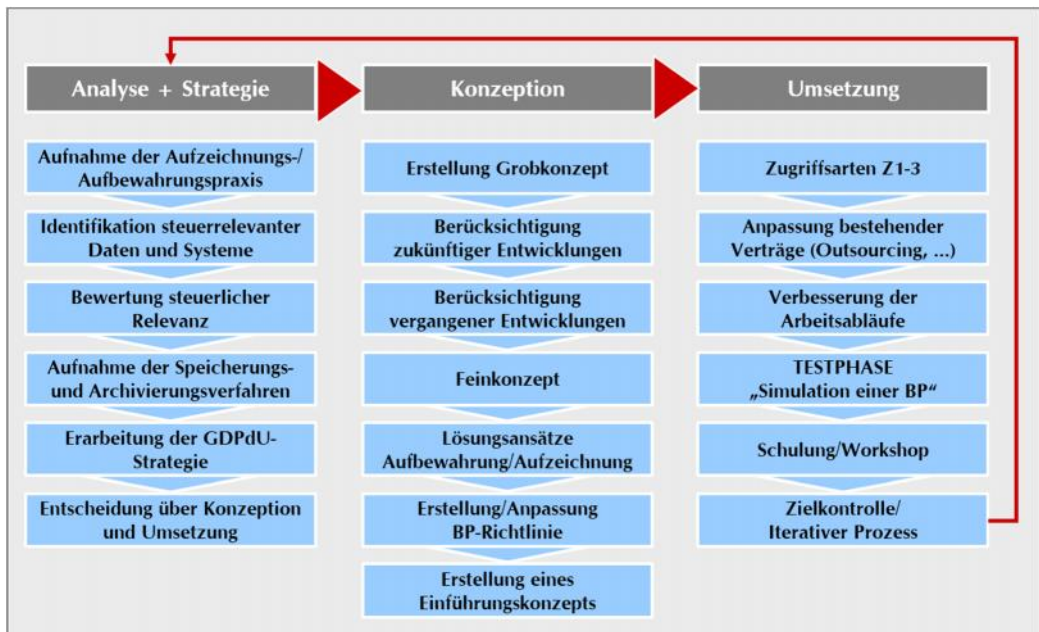 Analyse + Strategie
Aufnahme der Aufzeichnungs-/
Aufbewahrungspraxis
Identifikation steuerrelevanter
Daten und Systeme
Bewertung steuerlicher
Relevanz
Aufnahme der Speicherungs-
und Archivierungsverfahren
Erarbeitung der GDPdU-
Strategie
Entscheidung über Konzeption
und Umsetzung
Konzeption
Erstellung Grobkonzept
Berücksichtigung
zukünftiger Entwicklungen
Berücksichtigung
vergangener Entwicklungen
Feinkonzept
Lösungsansätze
Aufbewahrung/Aufzeichnung
Erstellung/Anpassung
BP-Richtlinie
Erstellung eines
Einführungskonzepts
Umsetzung
Zugriffsarten Z1-3
Anpassung bestehender
Verträge (Outsourcing, ...)
Verbesserung der
Arbeitsabläufe
TESTPHASE
„Simulation einer BP“
Schulung/Workshop
Zielkontrolle/
Iterativer Prozess